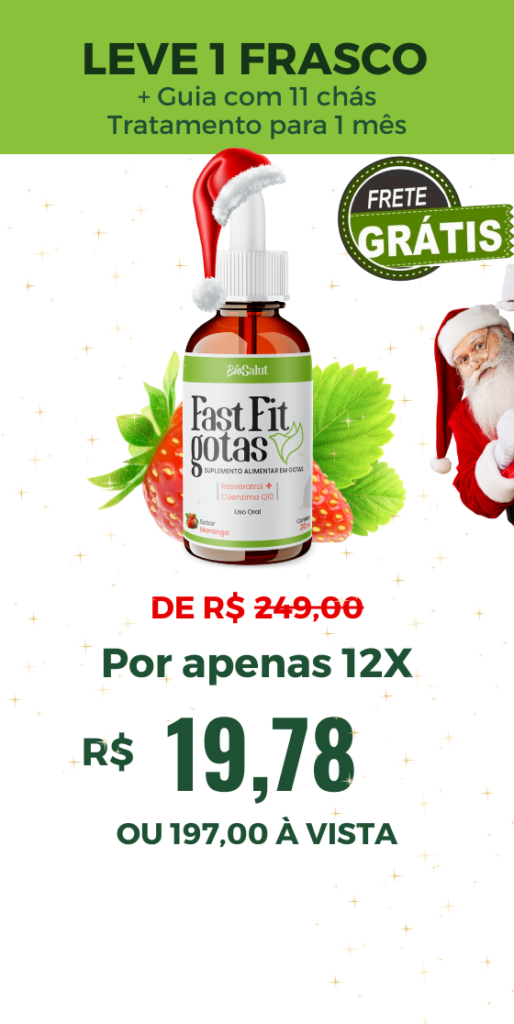 LEVE 1 FRASCO
+ Guia com 11 chás
Tratamento para 1 mês
FRETE
GRÁTIS
BioSalut
Fast Fit
gotas
SUPLEMENTO ALIMENTAR EM GOTAS
Resveratrol +
Coenzima Q10
Uso Oral
Sabor
Morango
DE R$ 249,00
Por apenas 12X
R$ 19,78
OU 197,00 À VISTA